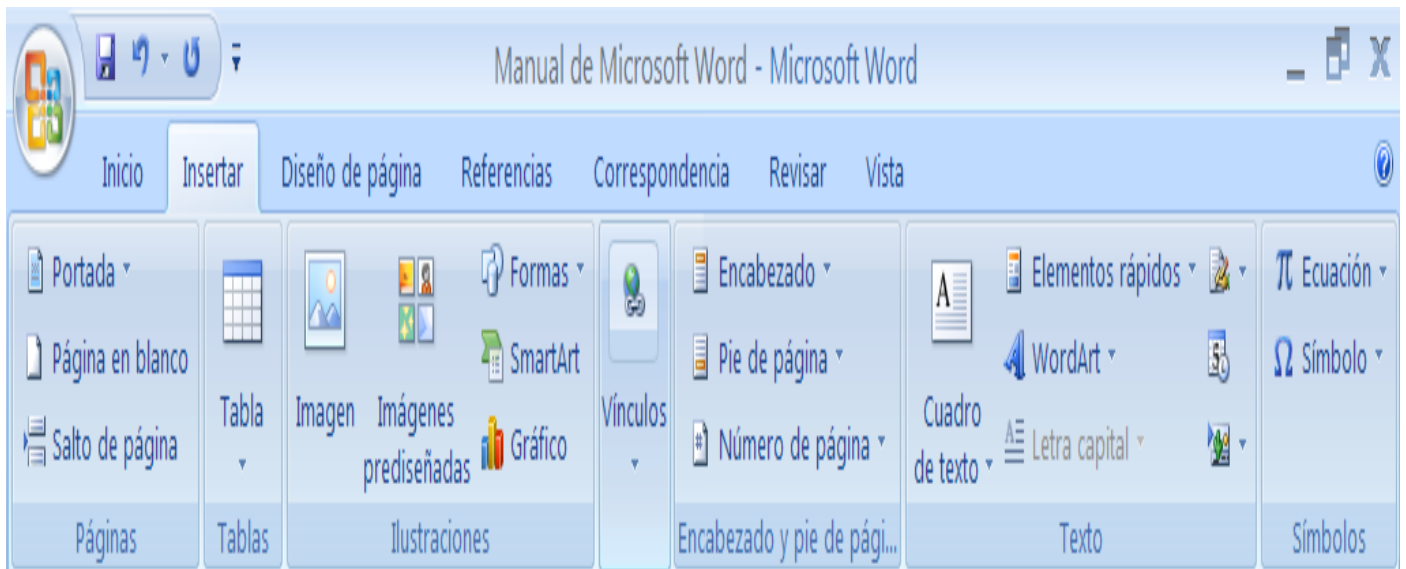 Manual de Microsoft Word - Microsoft Word
Inicio Insertar Diseño de página Referencias Correspondencia Revisar Vista
Portada
Página en blanco
Salto de página
Páginas
Tabla
Tablas
Imagen
Imágenes
prediseñadas
Formas
SmartArt
Gráfico
Ilustraciones
Vínculos
Encabezado
Pie de página
Número de página
Encabezado y pie de pági...
Cuadro
de texto
Elementos rápidos
WordArt
Letra capital
Texto
π Ecuación
Ω Símbolo
Símbolos